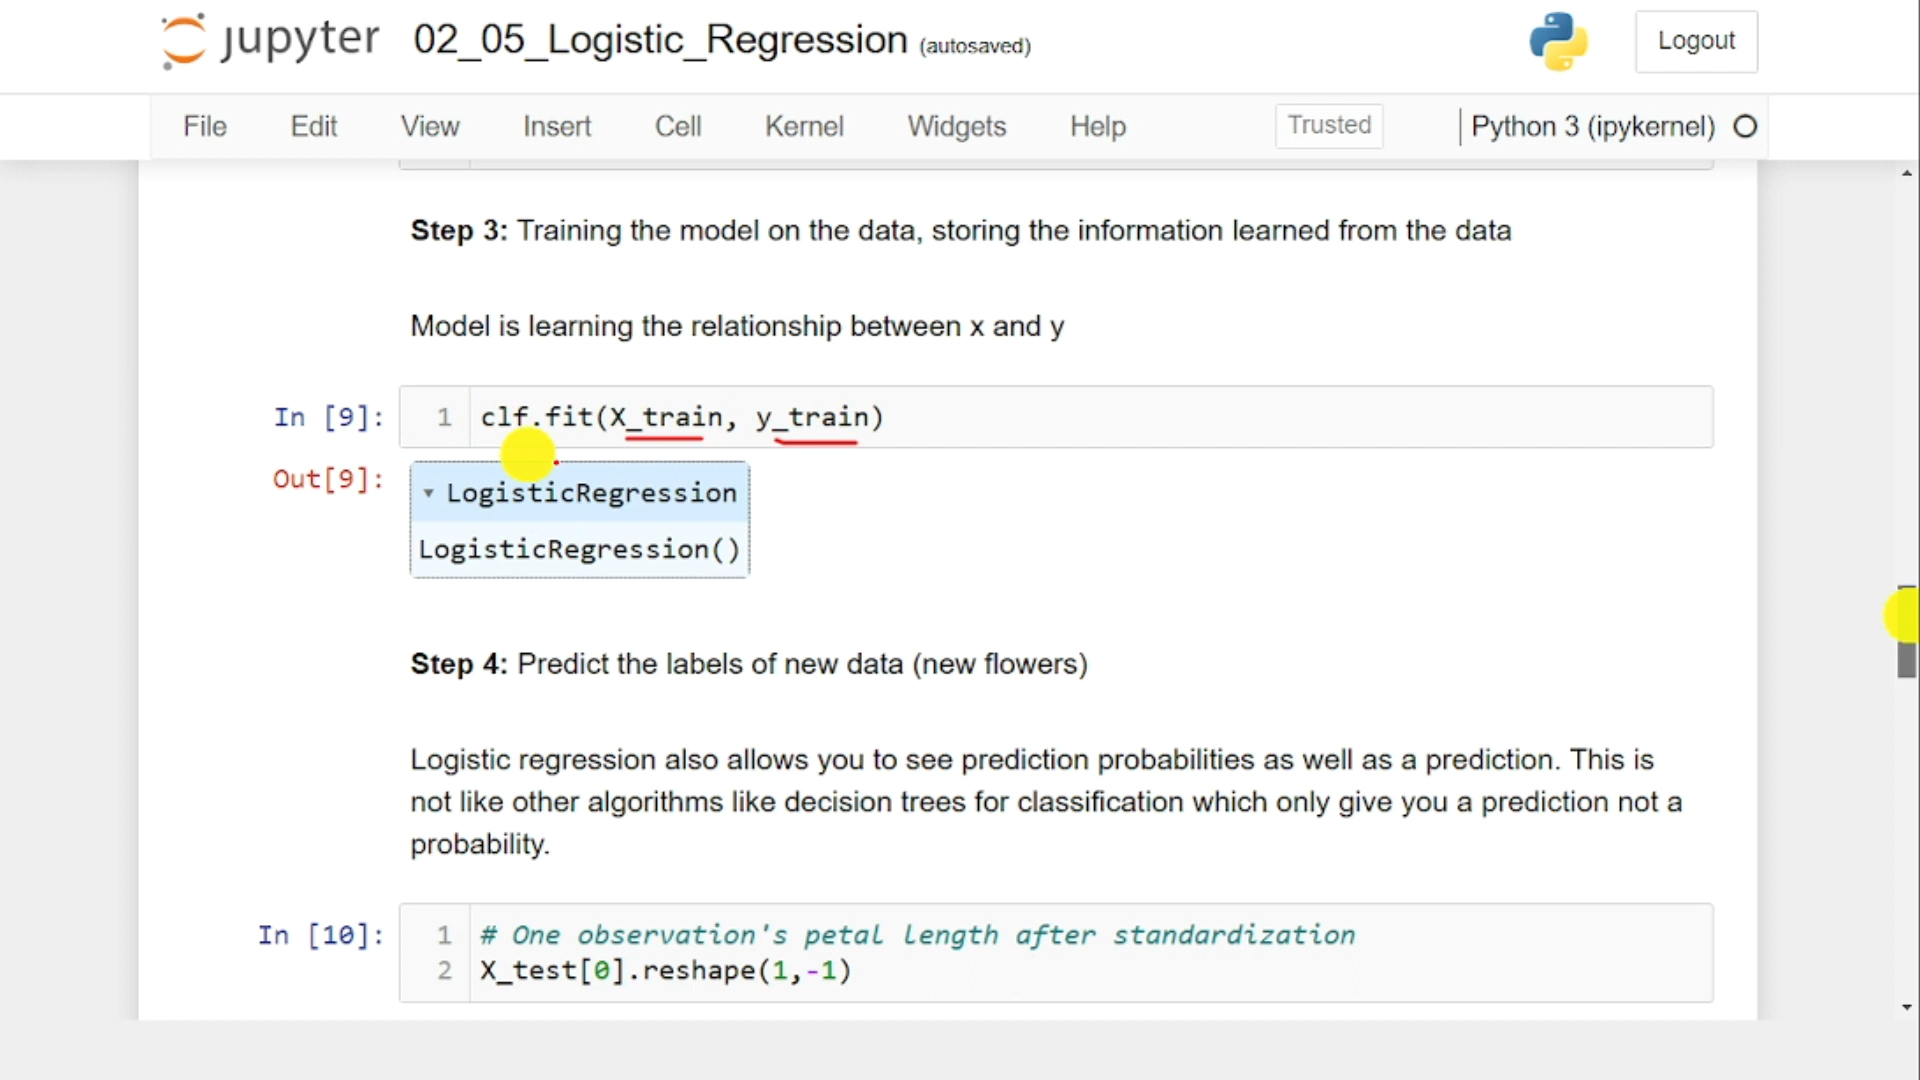 jupyter 02_05_Logistic_Regression (autosaved) Logout
File Edit View Insert Cell Kernel Widgets Help Trusted Python 3 (ipykernel)
Step 3: Training the model on the data, storing the information learned from the data
Model is learning the relationship between x and y
In [9]: 1 clf.fit(X_train, y_train)
Out[9]: ▾ LogisticRegression
LogisticRegression()
Step 4: Predict the labels of new data (new flowers)
Logistic regression also allows you to see prediction probabilities as well as a prediction. This is
not like other algorithms like decision trees for classification which only give you a prediction not a
probability.
In [10]: 1 # One observation's petal length after standardization
2 X_test[0].reshape(1,-1)